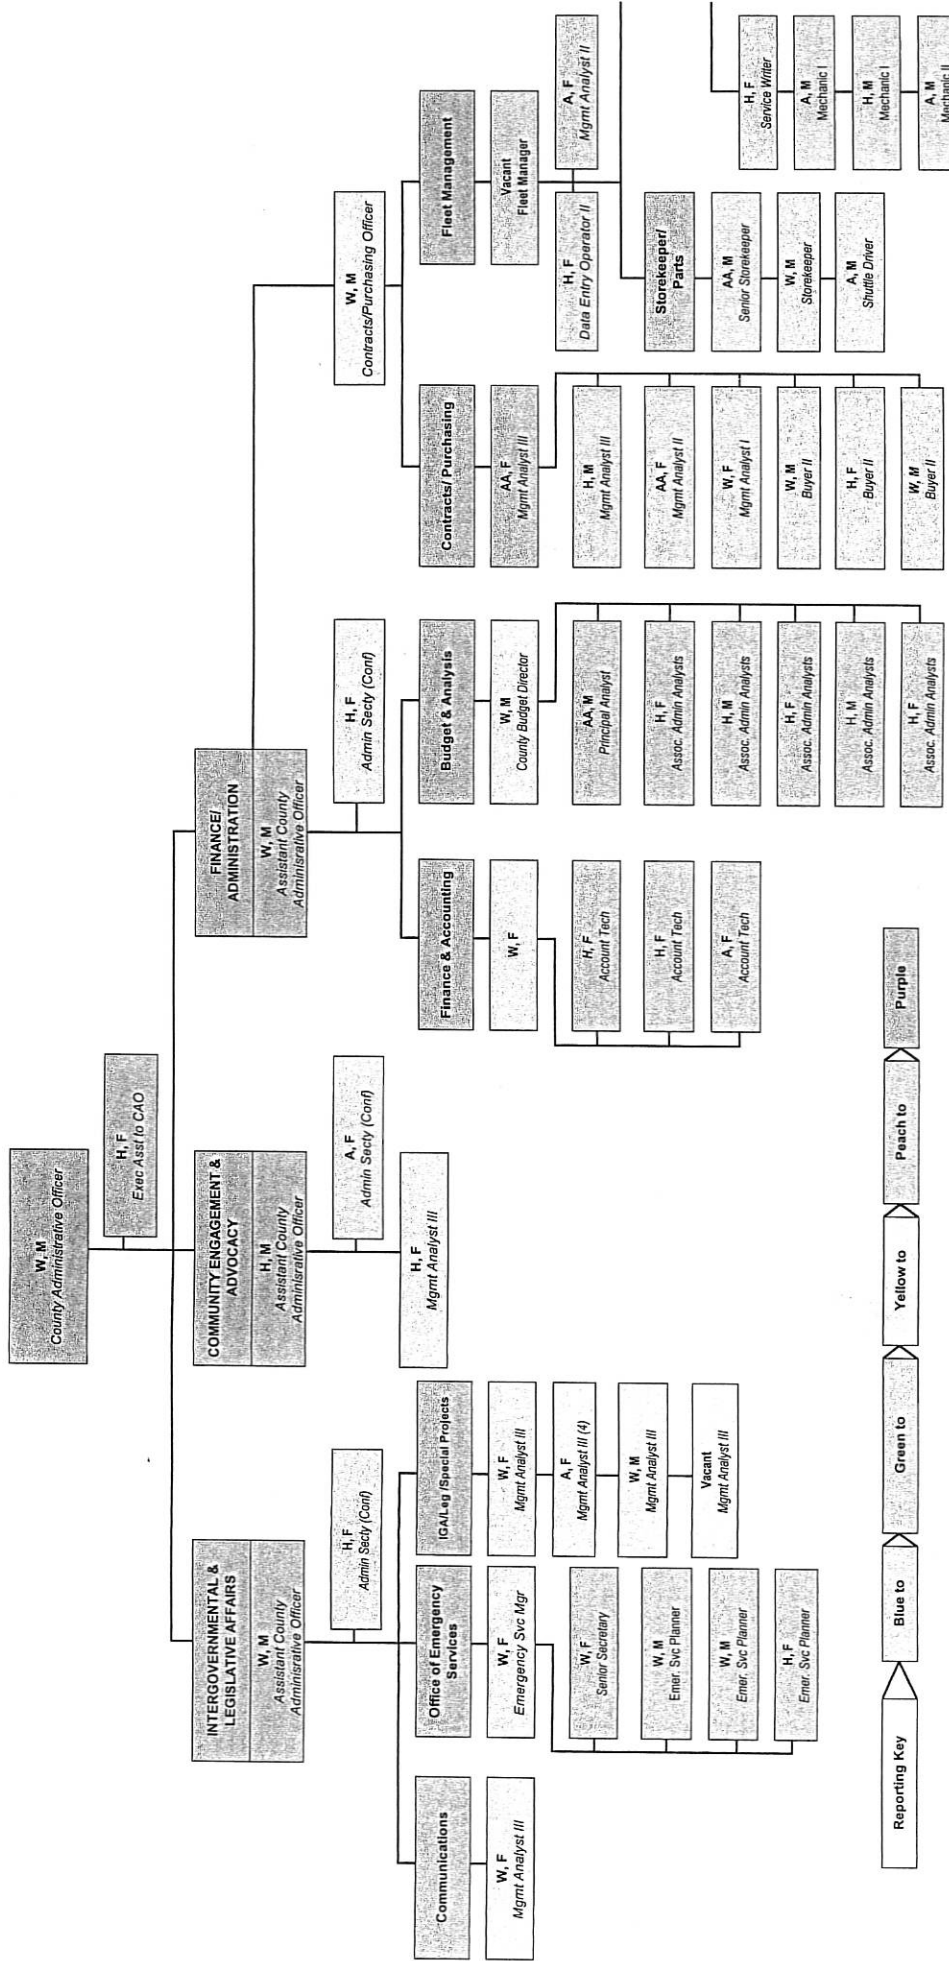 W, M
County Administrative Officer
H, F
Exec Asst to CAO
INTERGOVERNMENTAL &
LEGISLATIVE AFFAIRS
W, M
Assistant County
Adminisrative Officer
H, F
Admin Secty (Conf)
Communications
W, F
Mgmt Analyst III
Office of Emergency
Services
W, F
Emergency Svc Mgr
W, F
Senior Secretary
W, M
Emer. Svc Planner
W, M
Emer. Svc Planner
H, F
Emer. Svc Planner
IGA/Leg /Special Projects
W, F
Mgmt Analyst III
A, F
Mgmt Analyst III (4)
W, M
Mgmt Analyst III
Vacant
Mgmt Analyst III
COMMUNITY ENGAGEMENT &
ADVOCACY
H, M
Assistant County
Adminisrative Officer
A, F
Admin Secty (Conf)
H, F
Mgmt Analyst III
FINANCE/
ADMINISTRATION
W, M
Assistant County
Adminisrative Officer
H, F
Admin Secty (Conf)
Finance & Accounting
W, F
H, F
Account Tech
H, F
Account Tech
A, F
Account Tech
Budget & Analysis
W, M
County Budget Director
AA, M
Principal Analyst
H, F
Assoc. Admin Analysts
H, M
Assoc. Admin Analysts
H, F
Assoc. Admin Analysts
H, M
Assoc. Admin Analysts
H, F
Assoc. Admin Analysts
W, M
Contracts/Purchasing Officer
Contracts/ Purchasing
AA, F
Mgmt Analyst III
H, M
Mgmt Analyst III
AA, F
Mgmt Analyst II
W, F
Mgmt Analyst I
W, M
Buyer II
H, F
Buyer II
W, M
Buyer II
Fleet Management
Vacant
Fleet Manager
H, F
Data Entry Operator II
A, F
Mgmt Analyst II
Storekeeper/
Parts
AA, M
Senior Storekeeper
W, M
Storekeeper
A, M
Shuttle Driver
H, F
Service Writer
A, M
Mechanic I
H, M
Mechanic I
A, M
Mechanic II
Reporting Key
Blue to
Green to
Yellow to
Peach to
Purple